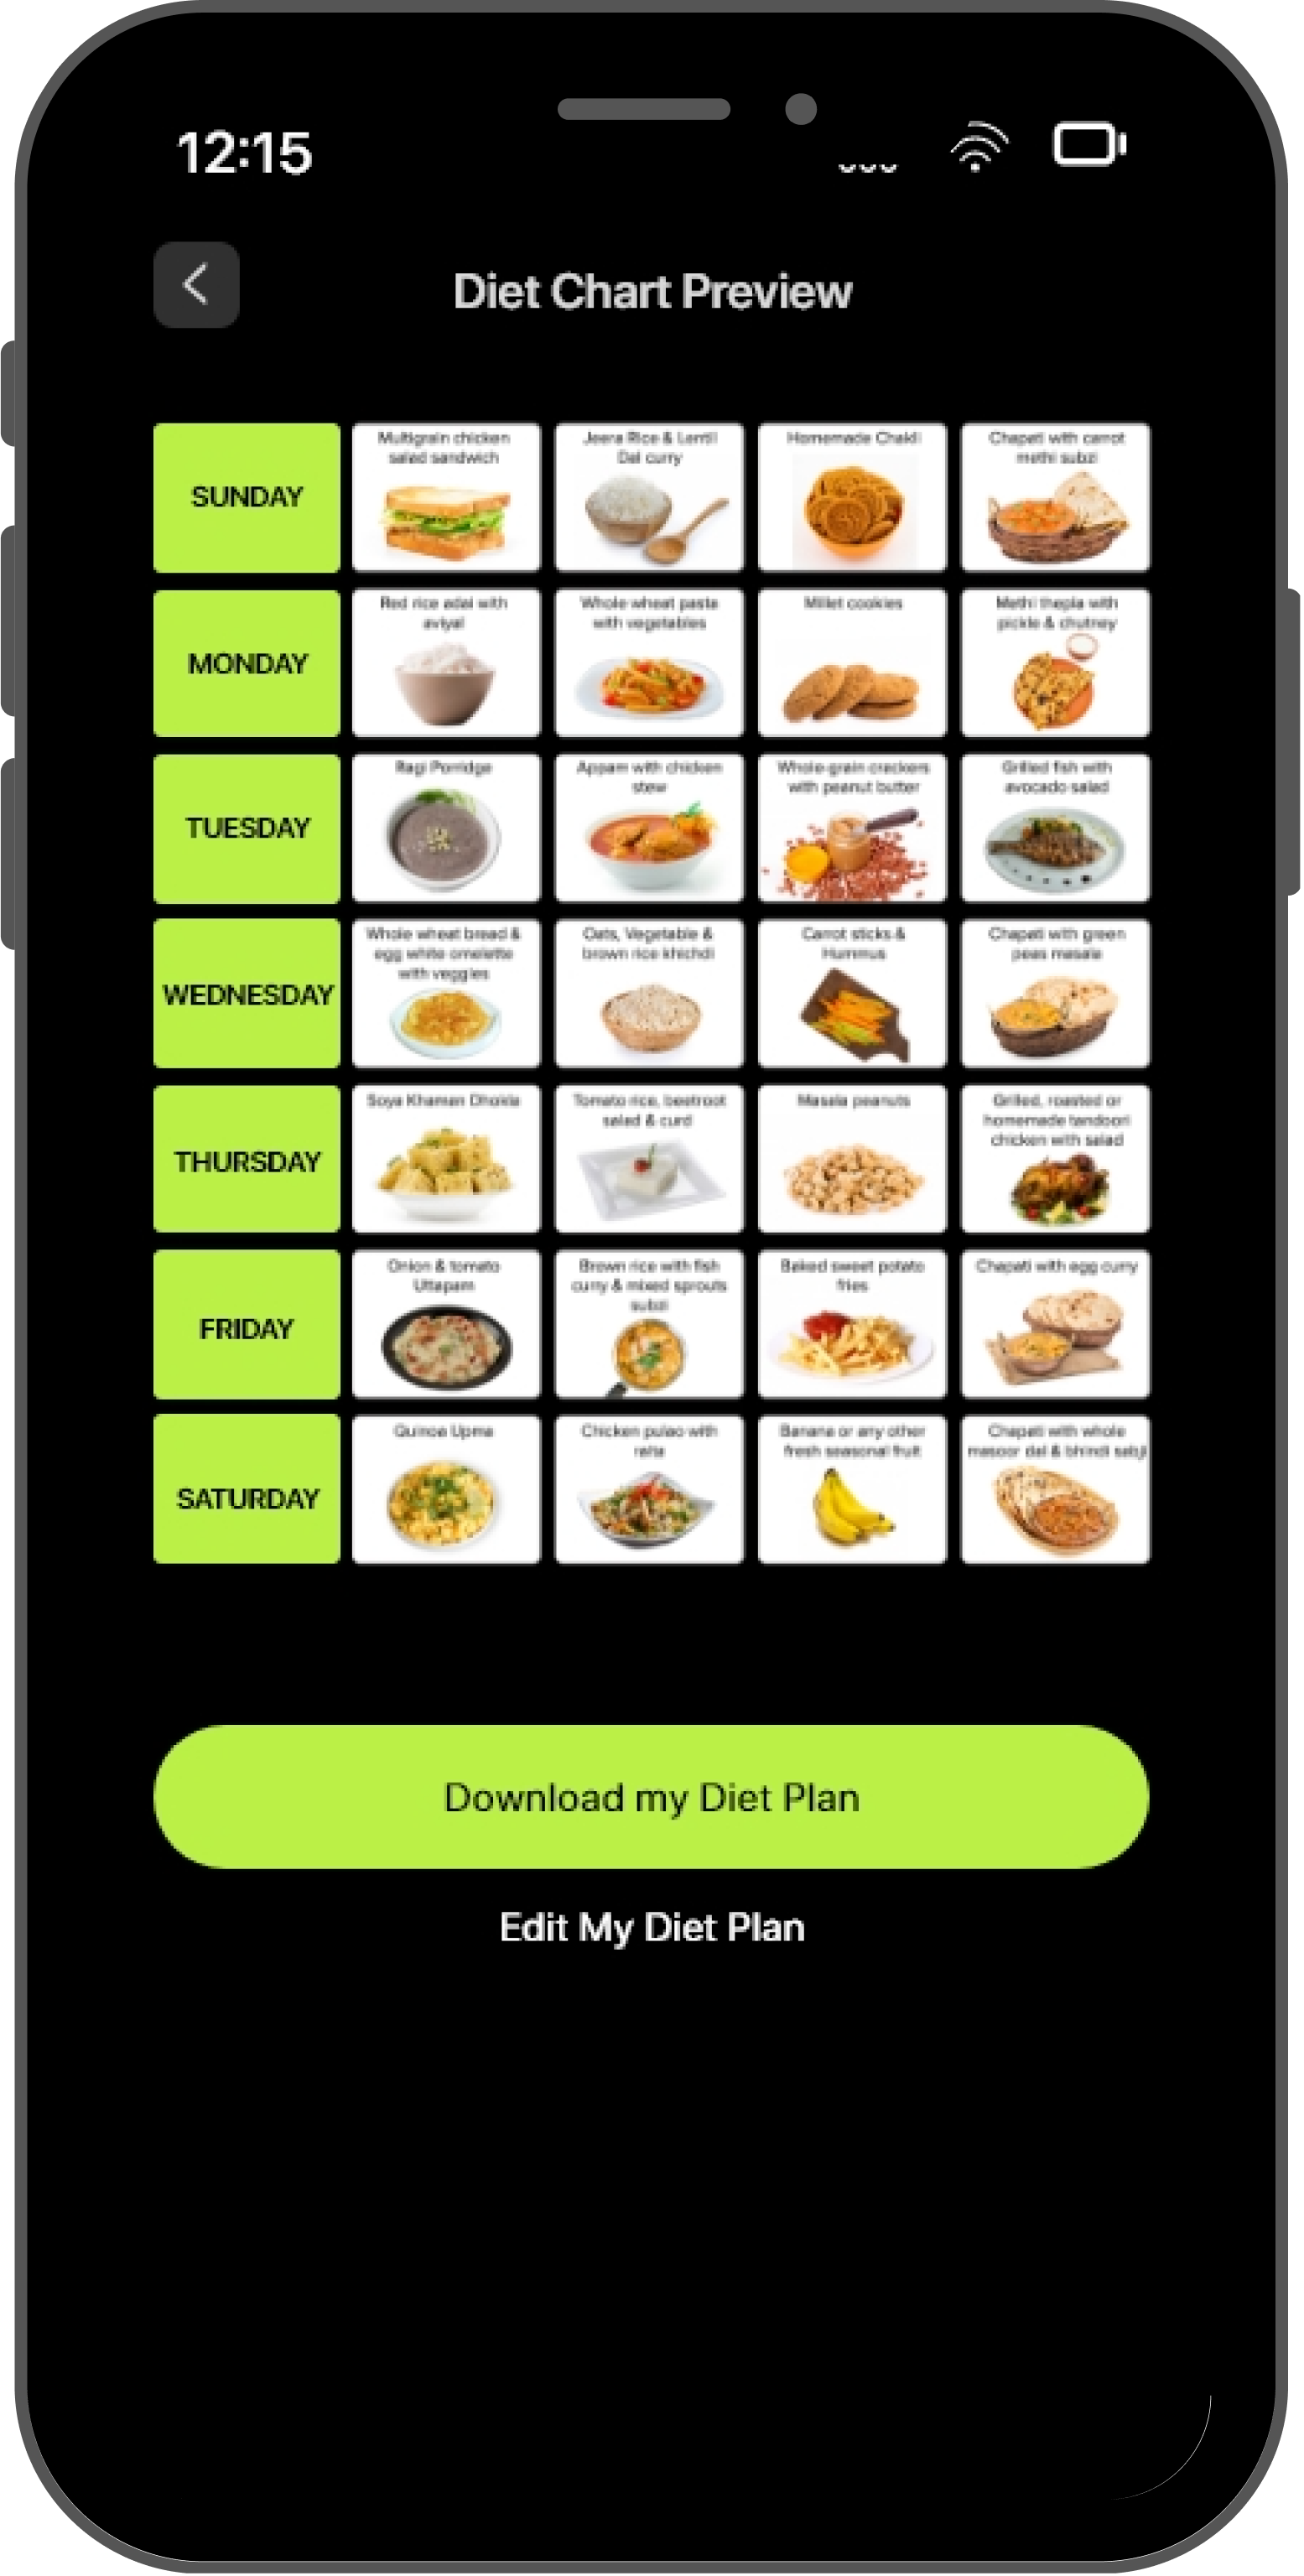 12:15
Diet Chart Preview
SUNDAY
Multigrain chicken
salad sandwich
Jeera Rice & Lentil
Dal curry
Homemade Chakli
Chapati with carrot
methi subzi
MONDAY
Red rice adai with
aviyal
Whole wheat pasta
with vegetables
Millet cookies
Methi thepla with
pickle & chutney
TUESDAY
Ragi Porridge
Appam with chicken
stew
Whole-grain crackers
with peanut butter
Grilled fish with
avocado salad
WEDNESDAY
Whole wheat bread &
egg white omelette
with veggies
Oats, Vegetable &
brown rice khichdi
Carrot sticks &
Hummus
Chapati with green
peas masala
THURSDAY
Soya Khaman Dhokla
Tomato rice, beetroot
salad & curd
Masala peanuts
Grilled, roasted or
homemade tandoori
chicken with salad
FRIDAY
Onion & tomato
Uttapam
Brown rice with fish
curry & mixed sprouts
subzi
Baked sweet potato
fries
Chapati with egg curry
SATURDAY
Quinoa Upma
Chicken pulao with
raita
Banana or any other
fresh seasonal fruit
Chapati with whole
masoor dal & bhindi sabji
Download my Diet Plan
Edit My Diet Plan